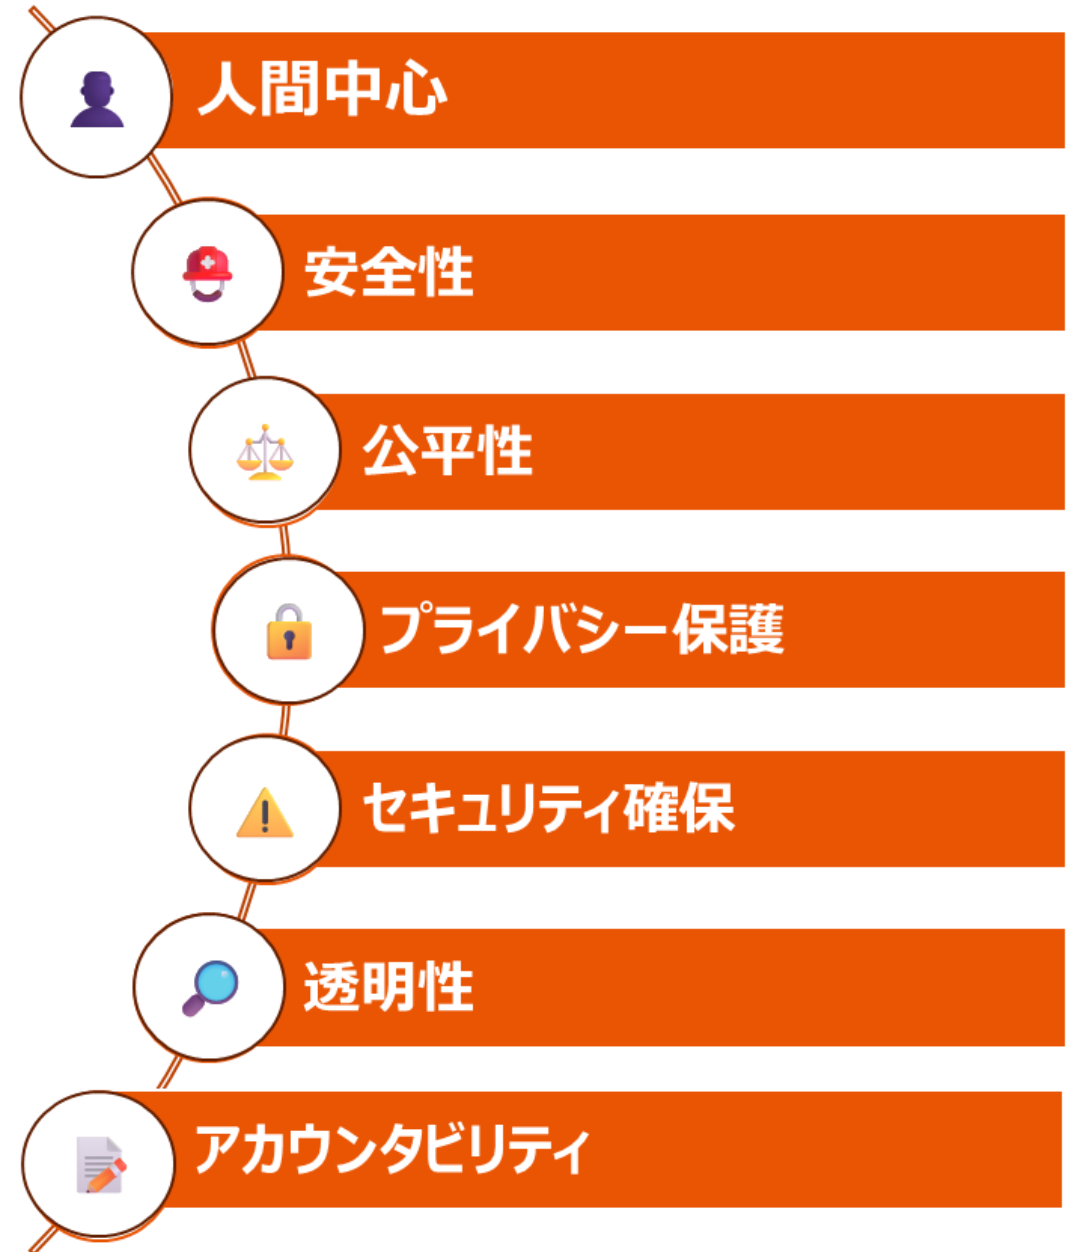 人間中心
安全性
公平性
プライバシー保護
セキュリティ確保
透明性
アカウンタビリティ